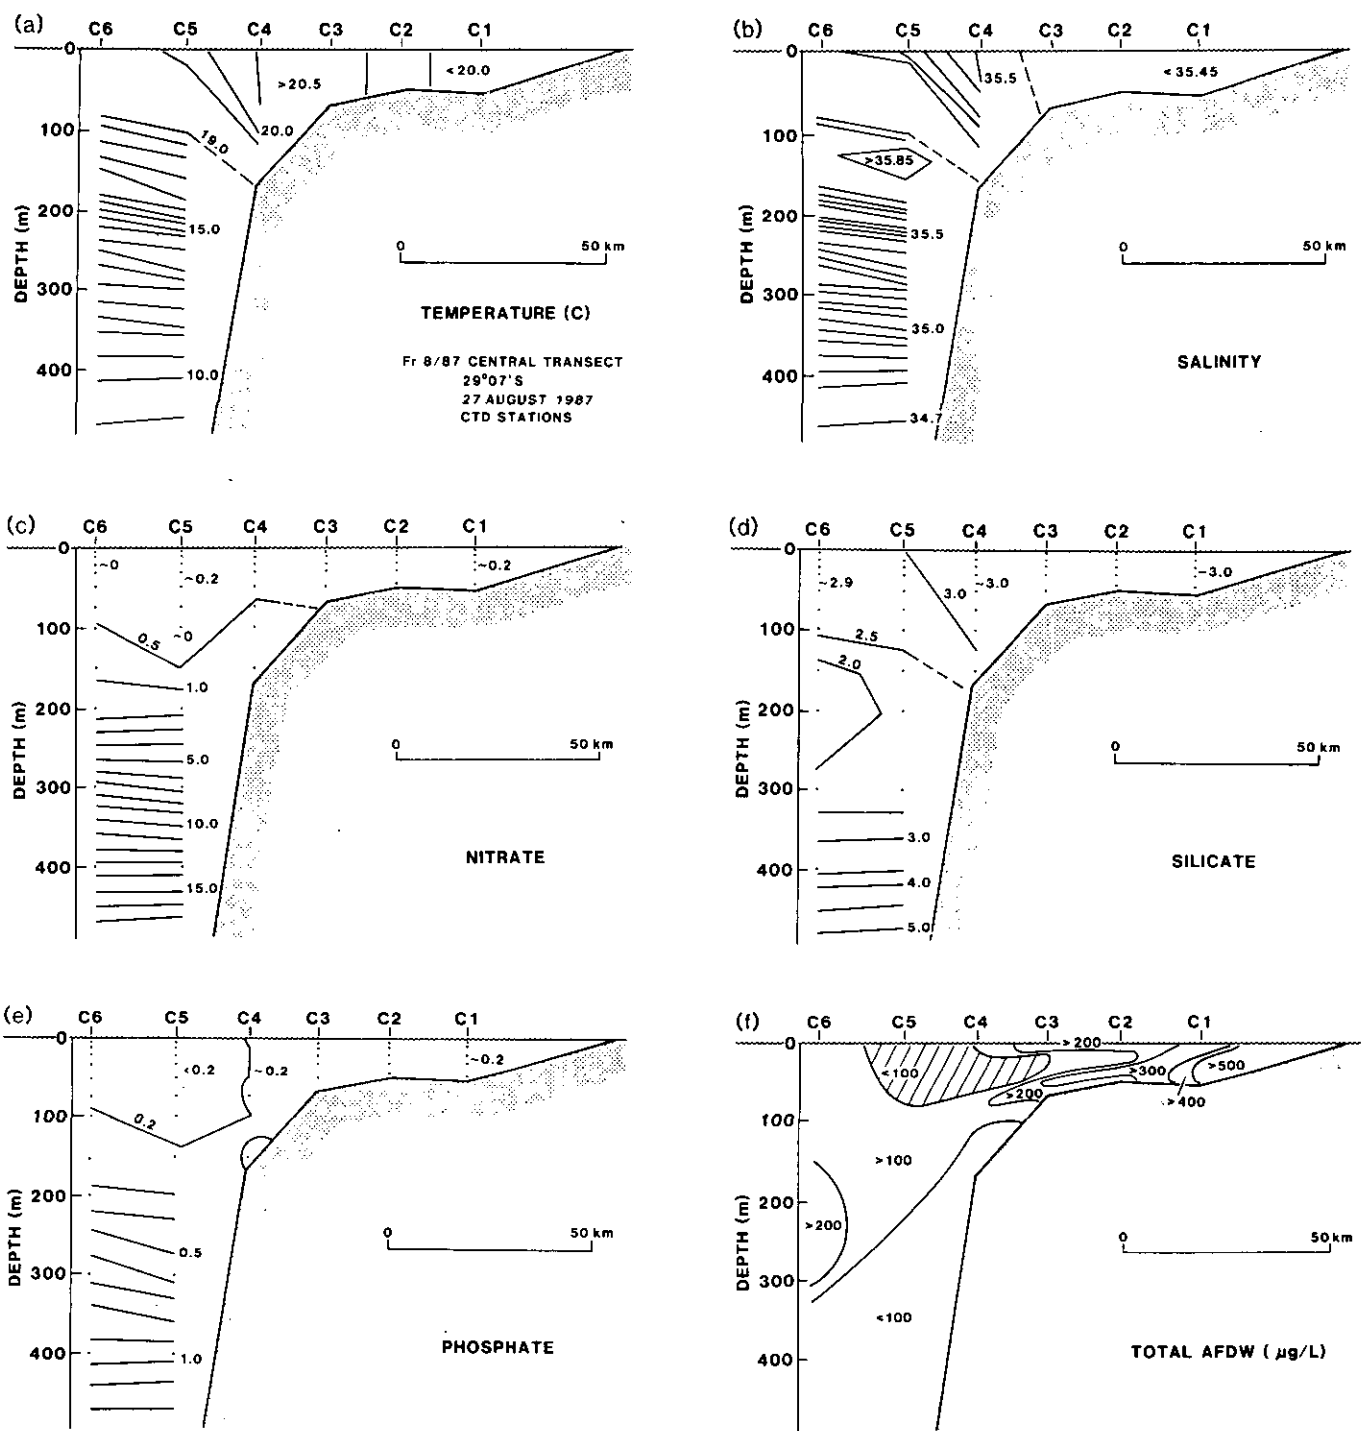 (a) C6 C5 C4 C3 C2 C1
0
>20.5
<20.0
100
19.0
20.0
200
15.0
DEPTH (m)
0 50 km
300
TEMPERATURE (C)
Fr 8/87 CENTRAL TRANSECT
400
10.0
29°07'S
27 AUGUST 1987
CTD STATIONS
(b) C6 C5 C4 C3 C2 C1
0
35.5
<35.45
100
>35.85
200
35.5
DEPTH (m)
0 50 km
300
35.0
SALINITY
400
34.7
(c) C6 C5 C4 C3 C2 C1
0
~0
~0.2
~0.2
100
0.5
~0
1.0
200
DEPTH (m)
0 50 km
5.0
300
10.0
NITRATE
400
15.0
(d) C6 C5 C4 C3 C2 C1
0
~2.9
3.0
~3.0
~3.0
100
2.5
2.0
200
DEPTH (m)
0 50 km
300
3.0
SILICATE
400
4.0
5.0
(e) C6 C5 C4 C3 C2 C1
0
<0.2
~0.2
~0.2
100
0.2
200
DEPTH (m)
0 50 km
0.5
300
PHOSPHATE
400
1.0
(f) C6 C5 C4 C3 C2 C1
0
>200
<100
>300
>500
>200
>400
100
>100
200
>200
DEPTH (m)
0 50 km
300
<100
TOTAL AFDW ( µg/L)
400